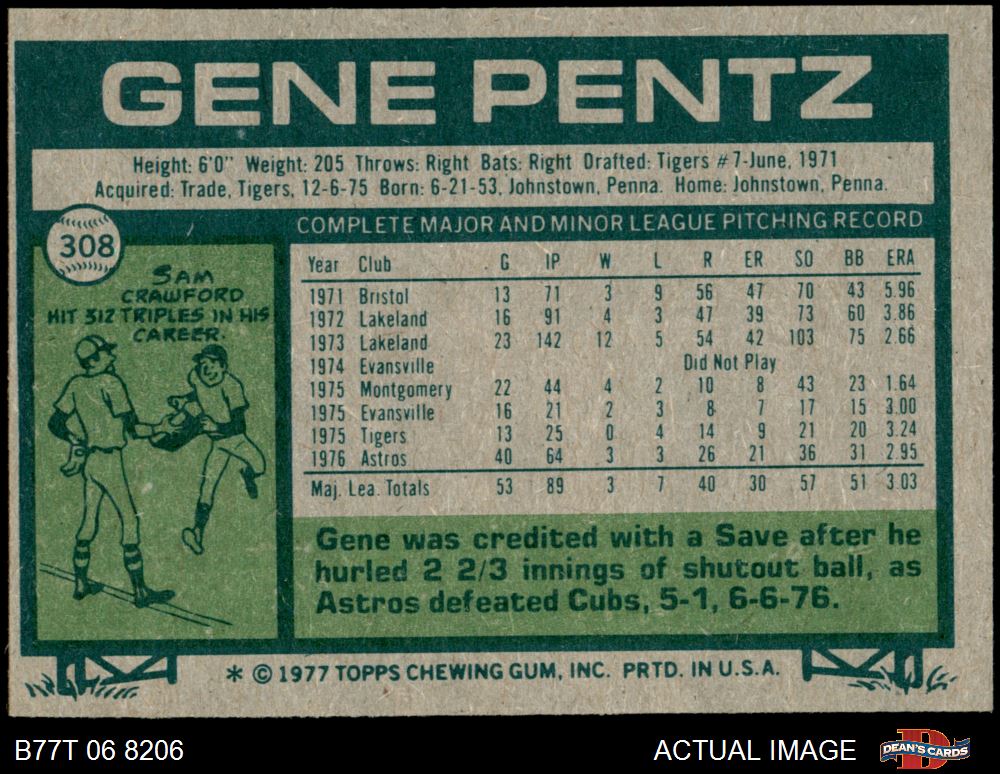 GENE PENTZ
Height: 6'0" Weight: 205 Throws: Right Bats: Right Drafted: Tigers #7-June, 1971
Acquired: Trade, Tigers, 12-6-75 Born: 6-21-53, Johnstown, Penna. Home: Johnstown, Penna.
308
SAM
CRAWFORD
HIT 312 TRIPLES IN HIS
CAREER.
COMPLETE MAJOR AND MINOR LEAGUE PITCHING RECORD
Year Club G IP W L R ER SO BB ERA
1971 Bristol 13 71 3 9 56 47 70 43 5.96
1972 Lakeland 16 91 4 3 47 39 73 60 3.86
1973 Lakeland 23 142 12 5 54 42 103 75 2.66
1974 Evansville Did Not Play
1975 Montgomery 22 44 4 2 10 8 43 23 1.64
1975 Evansville 16 21 2 3 8 7 17 15 3.00
1975 Tigers 13 25 0 4 14 9 21 20 3.24
1976 Astros 40 64 3 3 26 21 36 31 2.95
Maj. Lea. Totals 53 89 3 7 40 30 57 51 3.03
Gene was credited with a Save after he
hurled 2 2/3 innings of shutout ball, as
Astros defeated Cubs, 5-1, 6-6-76.
* © 1977 TOPPS CHEWING GUM, INC. PRTD. IN U.S.A.
B77T 06 8206
ACTUAL IMAGE
DEAN'S CARDS